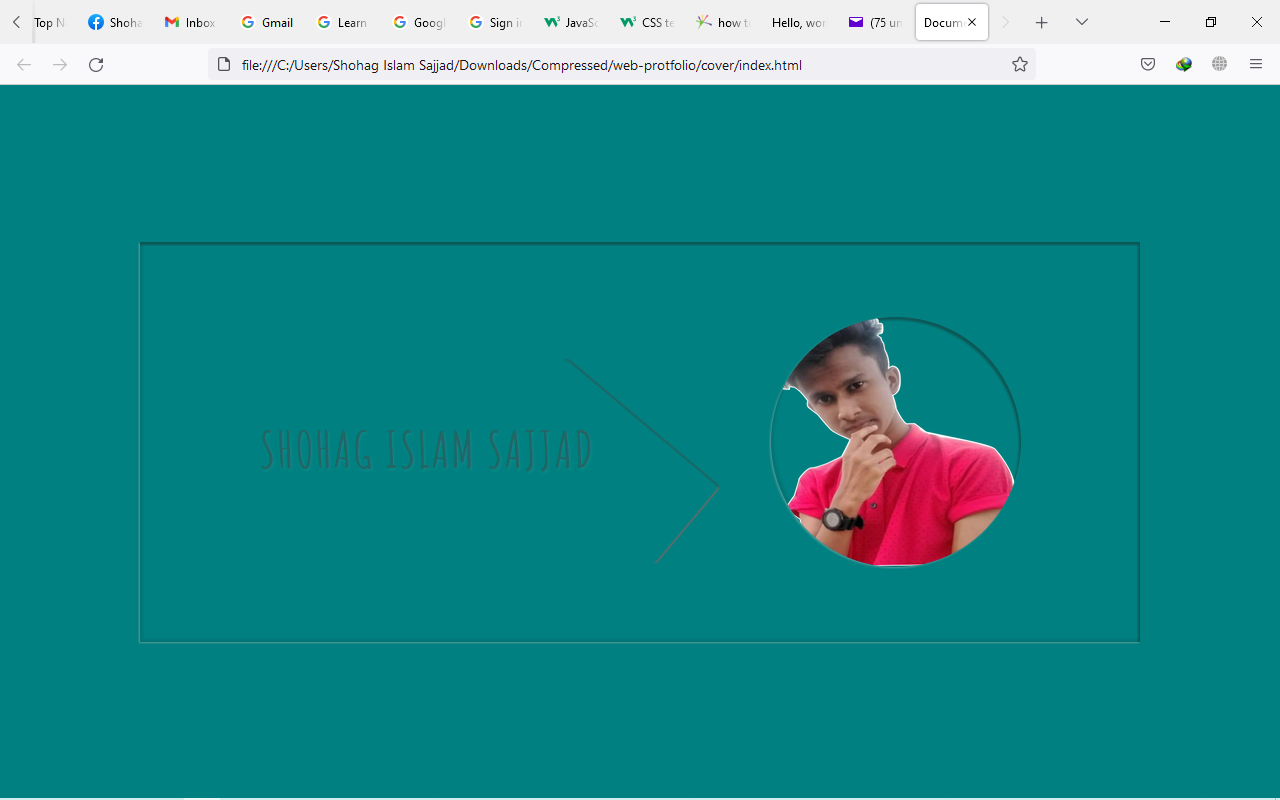 Top N
Shoha
Inbox
Gmail
Learn
Googl
Sign in
JavaSc
CSS te
how t
Hello, wor
(75 un
Docum
file:///C:/Users/Shohag Islam Sajjad/Downloads/Compressed/web-protfolio/cover/index.html
SHOHAG ISLAM SAJJAD